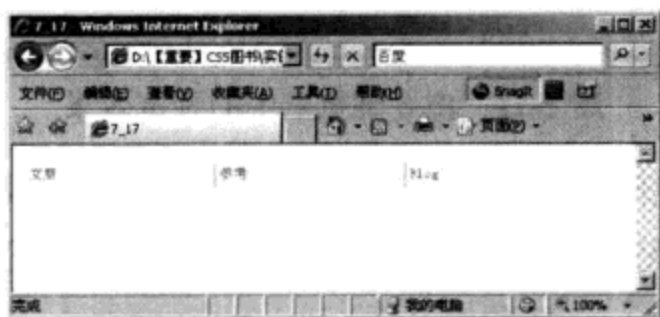 7_17 Windows Internet Explorer
D:\【重要】CSS图书\实 百度
文件(F) 编辑(E) 查看(V) 收藏夹(A) 工具(T) 帮助(H) SnagIt
7_17 页面(P)
文章 参考 Blog
完成 我的电脑 100%